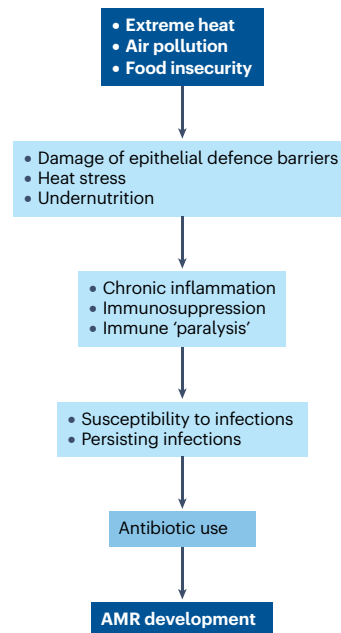 • Extreme heat
• Air pollution
• Food insecurity
• Damage of epithelial defence barriers
• Heat stress
• Undernutrition
• Chronic inflammation
• Immunosuppression
• Immune ‘paralysis’
• Susceptibility to infections
• Persisting infections
Antibiotic use
AMR development